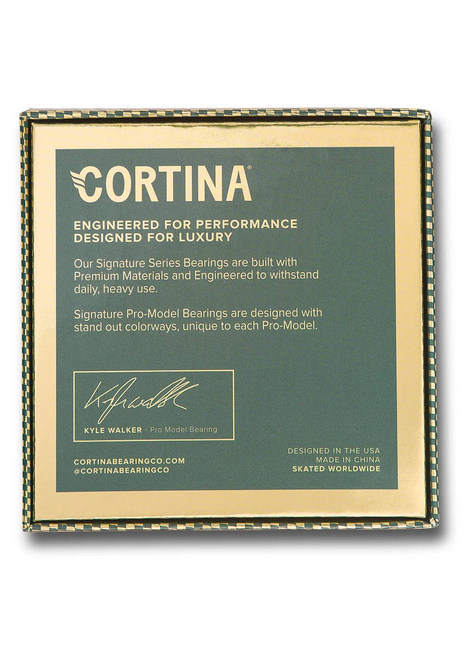 CORTINA®
ENGINEERED FOR PERFORMANCE
DESIGNED FOR LUXURY
Our Signature Series Bearings are built with
Premium Materials and Engineered to withstand
daily, heavy use.
Signature Pro-Model Bearings are designed with
stand out colorways, unique to each Pro-Model.
KYLE WALKER - Pro Model Bearing
CORTINABEARINGCO.COM
@CORTINABEARINGCO
DESIGNED IN THE USA
MADE IN CHINA
SKATED WORLDWIDE